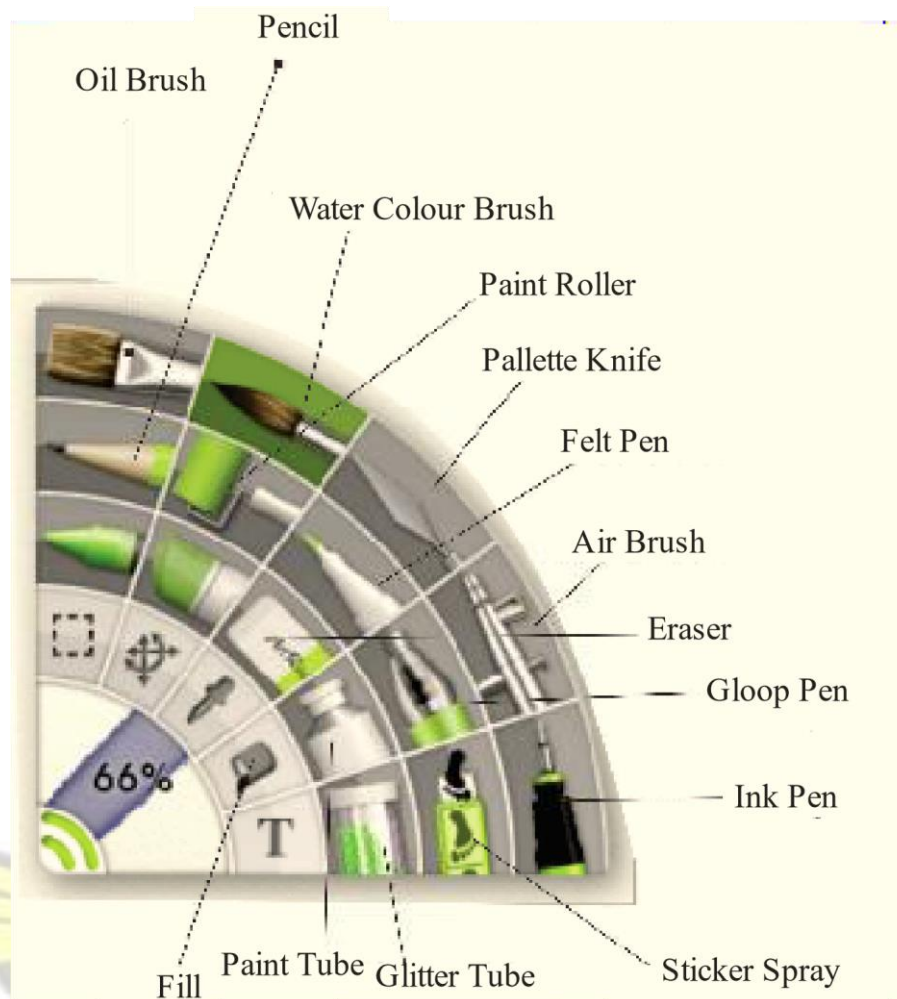 Pencil
Oil Brush
Water Colour Brush
Paint Roller
Pallette Knife
Felt Pen
Air Brush
Eraser
Gloop Pen
66%
Ink Pen
T
Paint Tube
Glitter Tube
Sticker Spray
Fill